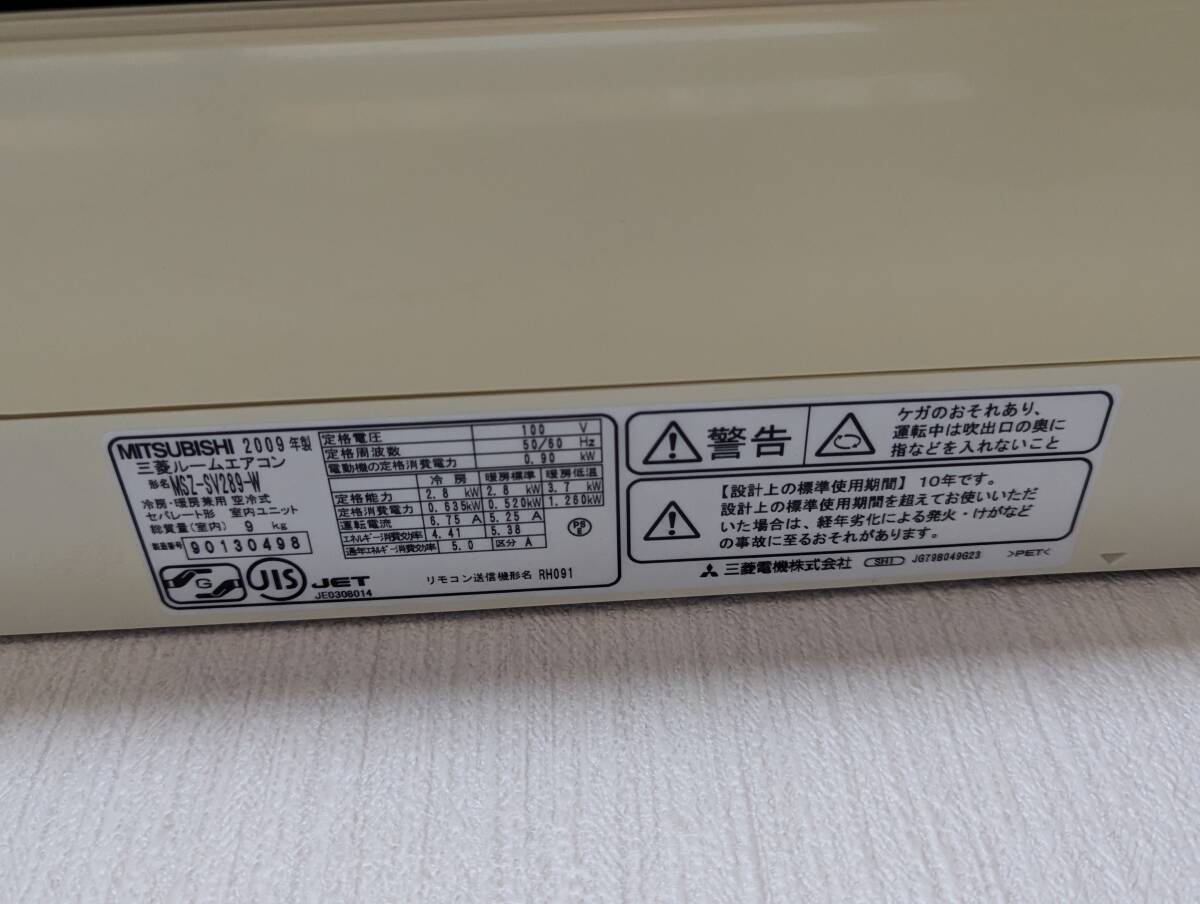 MITSUBISHI 2009年製
三菱ルームエアコン
形名 MSZ-SV289-W
冷房・暖房兼用 空冷式
セパレート形 室内ユニット
総質量(室内) 9 kg
製造番号 90130498
G JIS JET
JE0308014
定格電圧 100 V
定格周波数 50/60 Hz
電動機の定格消費電力 0.90 kW
冷房 暖房標準 暖房低温
定格能力 2.8 kW 2.8 kW 3.7 kW
定格消費電力 0.635kW 0.520kW 1.260kW
運転電流 6.75 A 5.25 A
エネルギー消費効率 4.41 5.38
通年エネルギー消費効率 5.0 区分 A
PS E
リモコン送信機形名 RH091
警告
ケガのおそれあり、
運転中は吹出口の奥に
指などを入れないこと
【設計上の標準使用期間】 10年です。
設計上の標準使用期間を超えてお使いいただ
いた場合は、経年劣化による発火・けがなど
の事故に至るおそれがあります。
三菱電機株式会社 SH1 JG79B049G23 >PET<